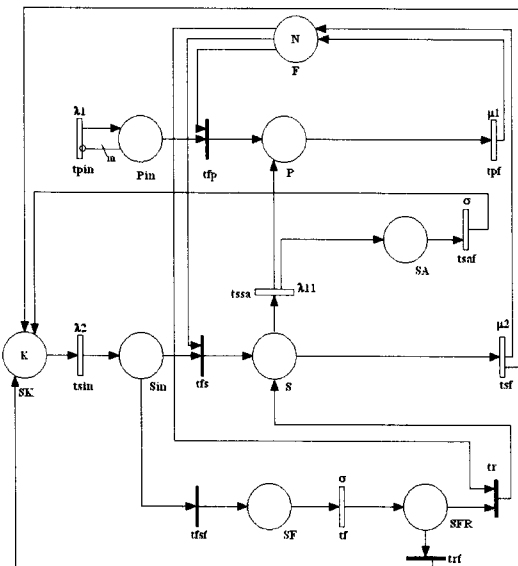 N
F
λ1
μ1
m
tpin
Pin
tfp
P
tpf
σ
SA
tsaf
tssa
λ11
K
λ2
μ2
SK
tsin
Sin
tfs
S
tsf
tr
σ
tfsf
SF
tf
SFR
trf